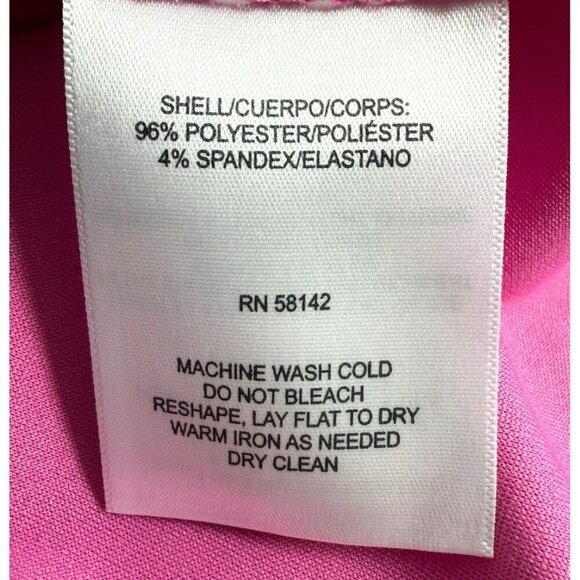 SHELL/CUERPO/CORPS:
96% POLYESTER/POLIÉSTER
4% SPANDEX/ELASTANO
RN 58142
MACHINE WASH COLD
DO NOT BLEACH
RESHAPE, LAY FLAT TO DRY
WARM IRON AS NEEDED
DRY CLEAN